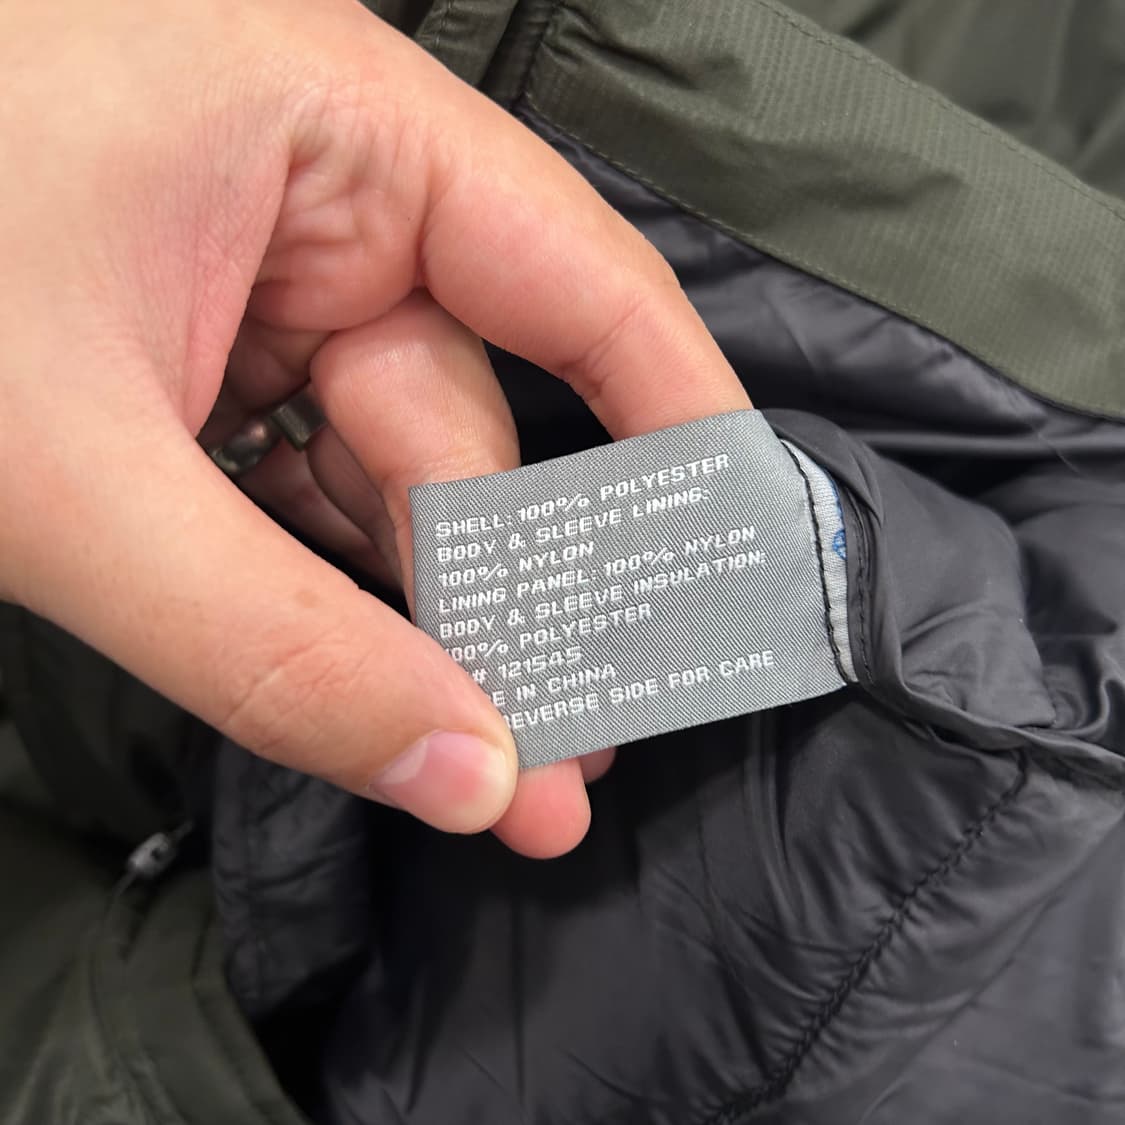 SHELL: 100% POLYESTER
BODY & SLEEVE LINING:
100% NYLON
LINING PANEL: 100% NYLON
BODY & SLEEVE INSULATION:
100% POLYESTER
# 121545
E IN CHINA
REVERSE SIDE FOR CARE